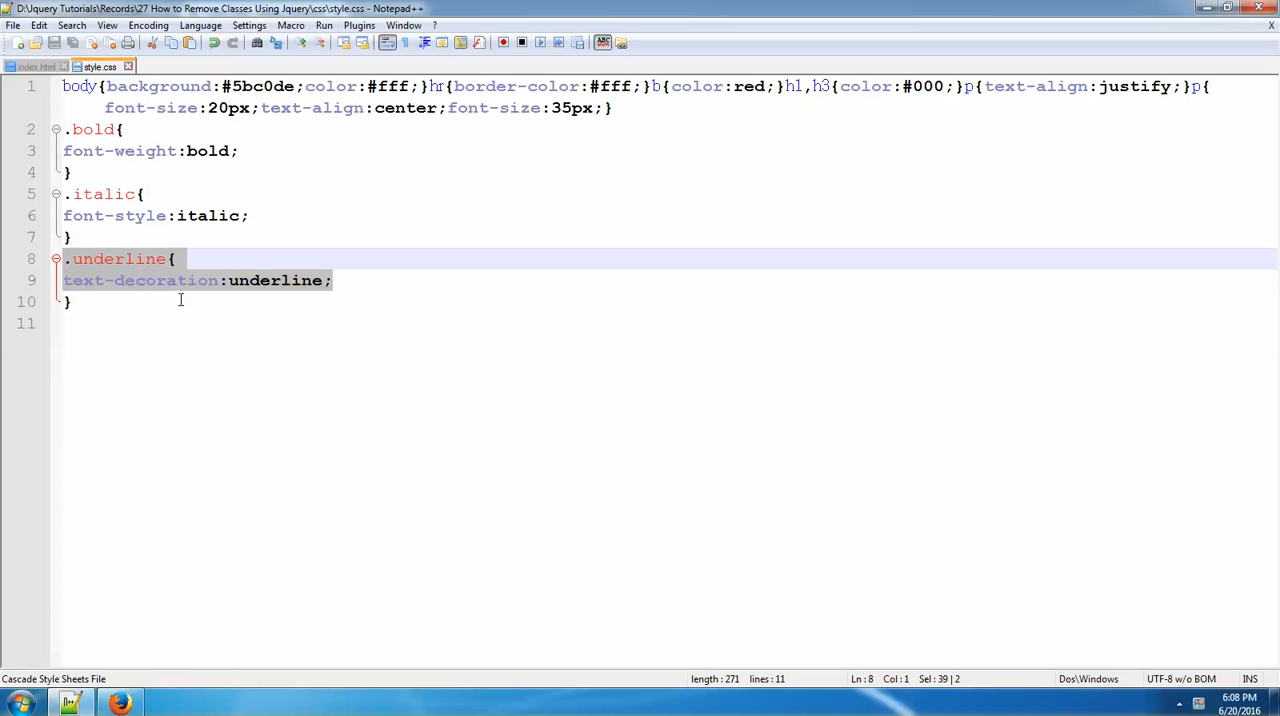 D:\Jquery Tutorials\Records\27 How to Remove Classes Using Jquery\css\style.css - Notepad++
File Edit Search View Encoding Language Settings Macro Run Plugins Window ?
X
index.html style.css
1 body{background:#5bc0de;color:#fff;}hr{border-color:#fff;}b{color:red;}h1,h3{color:#000;}p{text-align:justify;}p{
font-size:20px;text-align:center;font-size:35px;}
2 .bold{
3 font-weight:bold;
4 }
5 .italic{
6 font-style:italic;
7 }
8 .underline{
9 text-decoration:underline;
10 }
11
Cascade Style Sheets File length : 271 lines : 11 Ln : 8 Col : 1 Sel : 39 | 2 Dos\Windows UTF-8 w/o BOM INS
6:08 PM
6/20/2016